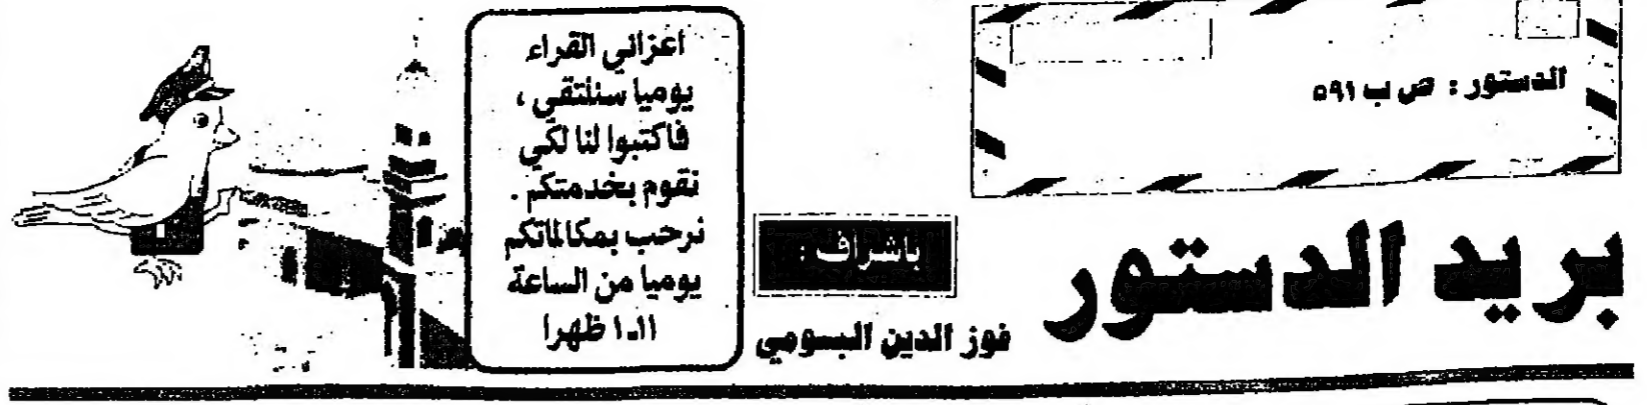 الدستور : ص ب ٥٩١
بريد الدستور
باشراف :
فوز الدين البسومي
اعزائي القراء
يوميا سنلتقي ،
فاكتبوا لنا لكي
نقوم بخدمتكم .
نرحب بمكالماتكم
يوميا من الساعة
١١ـ١ ظهرا